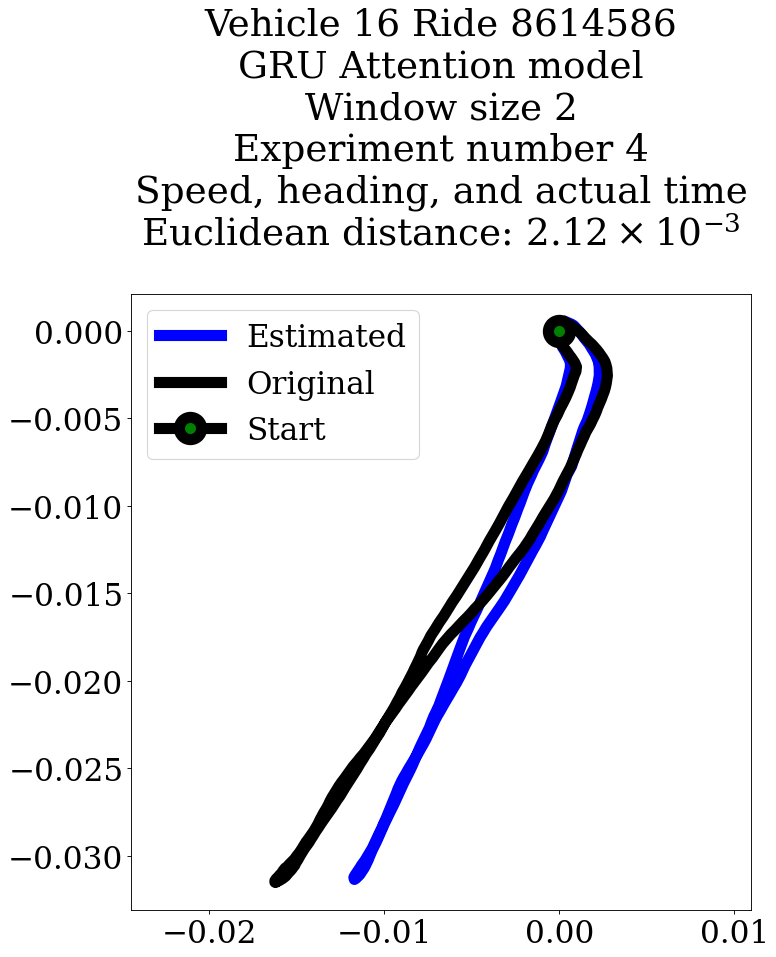 Vehicle 16 Ride 8614586
GRU Attention model
Window size 2
Experiment number 4
Speed, heading, and actual time
Euclidean distance: 2.12 × 10⁻³
Estimated
Original
Start
0.000
−0.005
−0.010
−0.015
−0.020
−0.025
−0.030
−0.02
−0.01
0.00
0.01